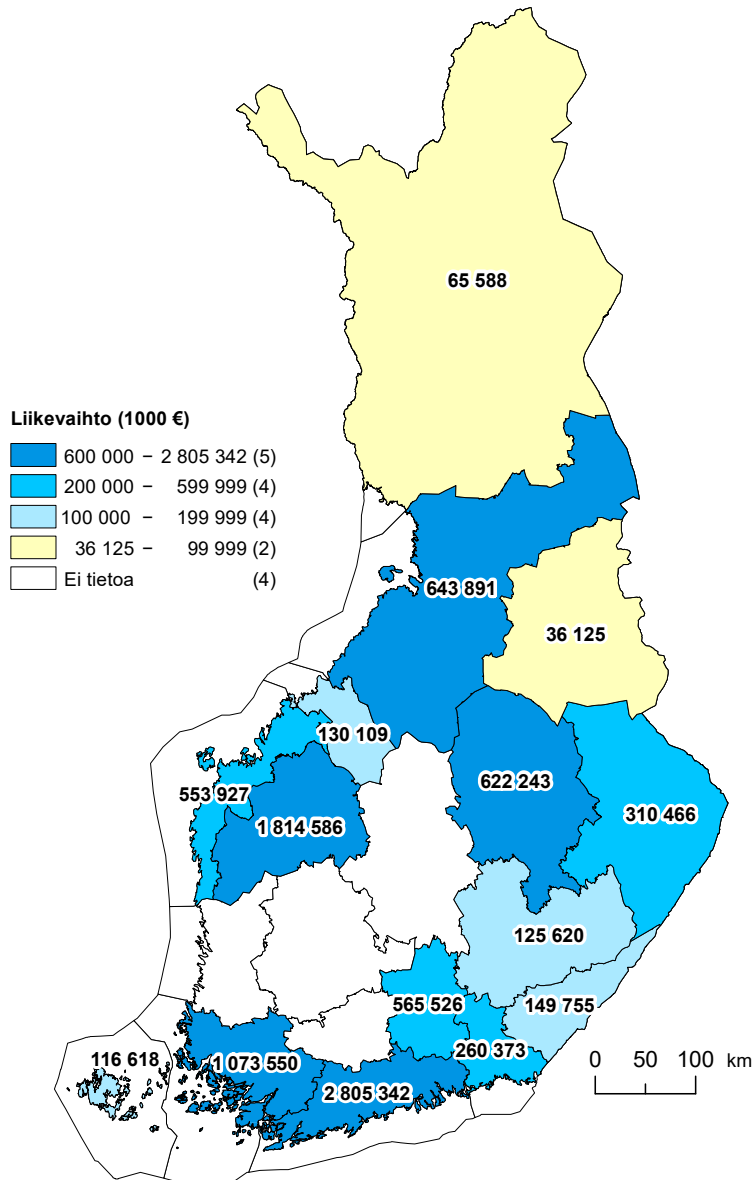 65 588
Liikevaihto (1000 €)
600 000 – 2 805 342 (5)
200 000 – 599 999 (4)
100 000 – 199 999 (4)
36 125 – 99 999 (2)
Ei tietoa (4)
643 891
36 125
130 109
622 243
553 927
310 466
1 814 586
125 620
565 526
149 755
260 373
116 618
1 073 550
0 50 100 km
2 805 342